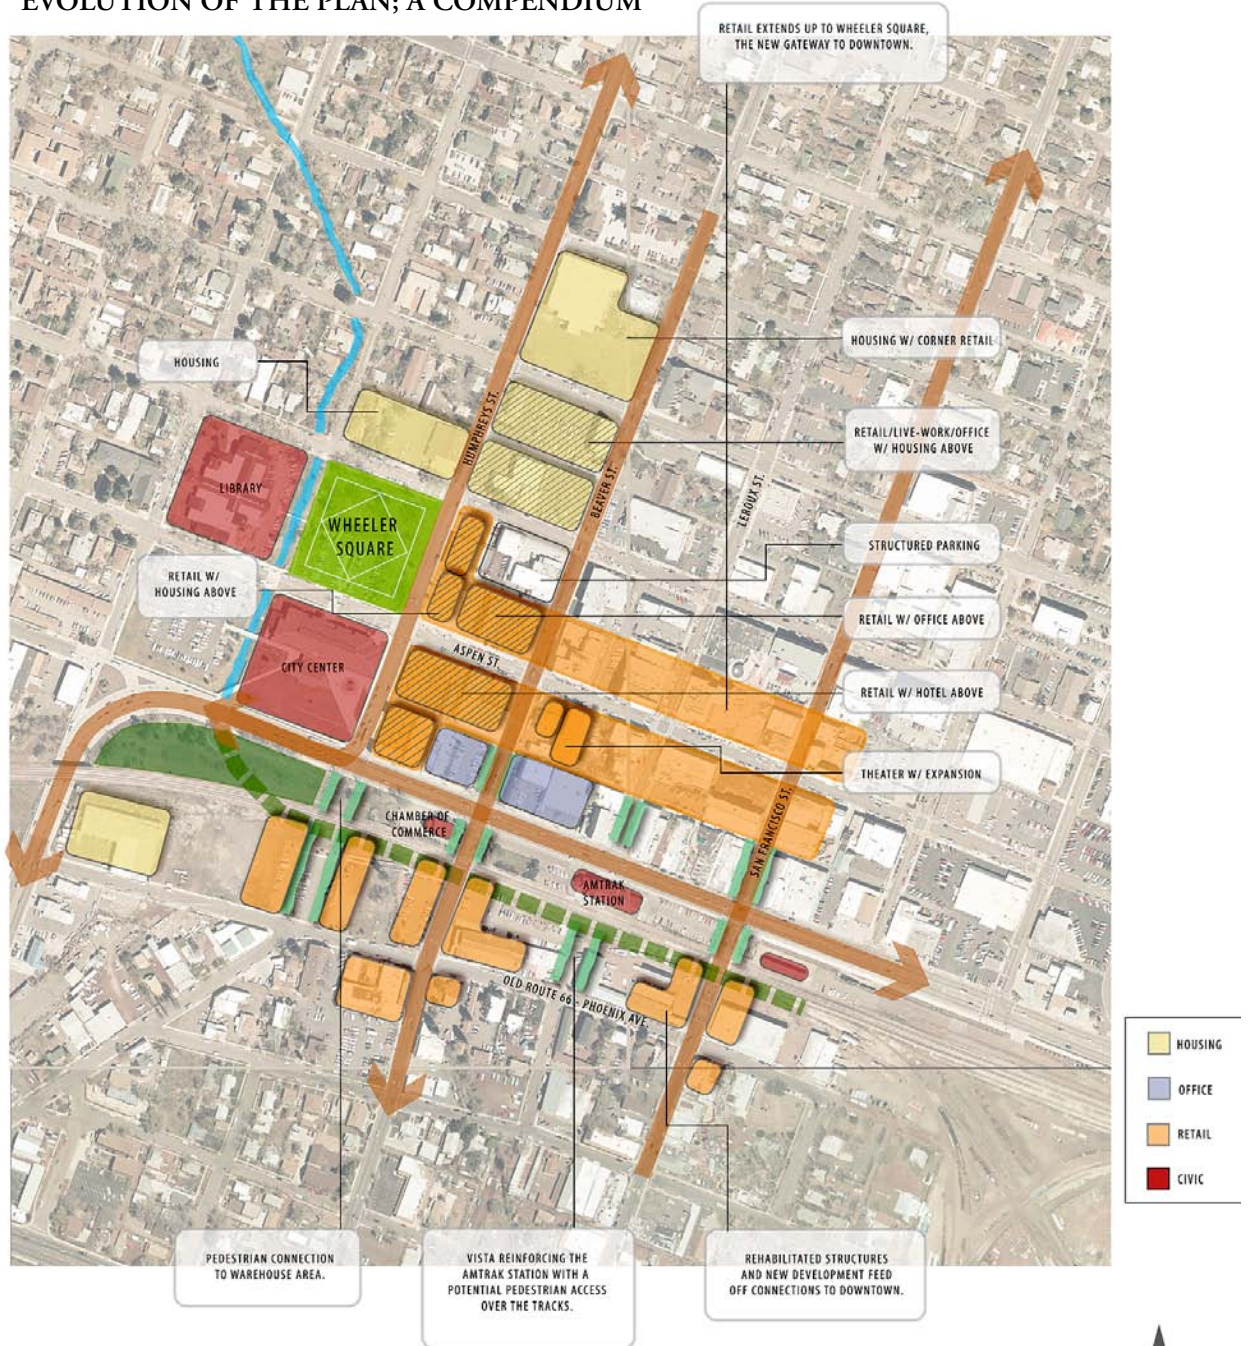 EVOLUTION OF THE PLAN; A COMPENDIUM
RETAIL EXTENDS UP TO WHEELER SQUARE,
THE NEW GATEWAY TO DOWNTOWN.
HOUSING
HOUSING W/ CORNER RETAIL
HUMPHREYS ST.
RETAIL/LIVE-WORK/OFFICE
W/ HOUSING ABOVE
BEAVER ST.
LEROUX ST.
LIBRARY
WHEELER
SQUARE
STRUCTURED PARKING
RETAIL W/
HOUSING ABOVE
RETAIL W/ OFFICE ABOVE
ASPEN ST.
CITY CENTER
RETAIL W/ HOTEL ABOVE
THEATER W/ EXPANSION
CHAMBER OF
COMMERCE
SAN FRANCISCO ST.
AMTRAK
STATION
OLD ROUTE 66 - PHOENIX AVE.
HOUSING
OFFICE
RETAIL
CIVIC
PEDESTRIAN CONNECTION
TO WAREHOUSE AREA.
VISTA REINFORCING THE
AMTRAK STATION WITH A
POTENTIAL PEDESTRIAN ACCESS
OVER THE TRACKS.
REHABILITATED STRUCTURES
AND NEW DEVELOPMENT FEED
OFF CONNECTIONS TO DOWNTOWN.